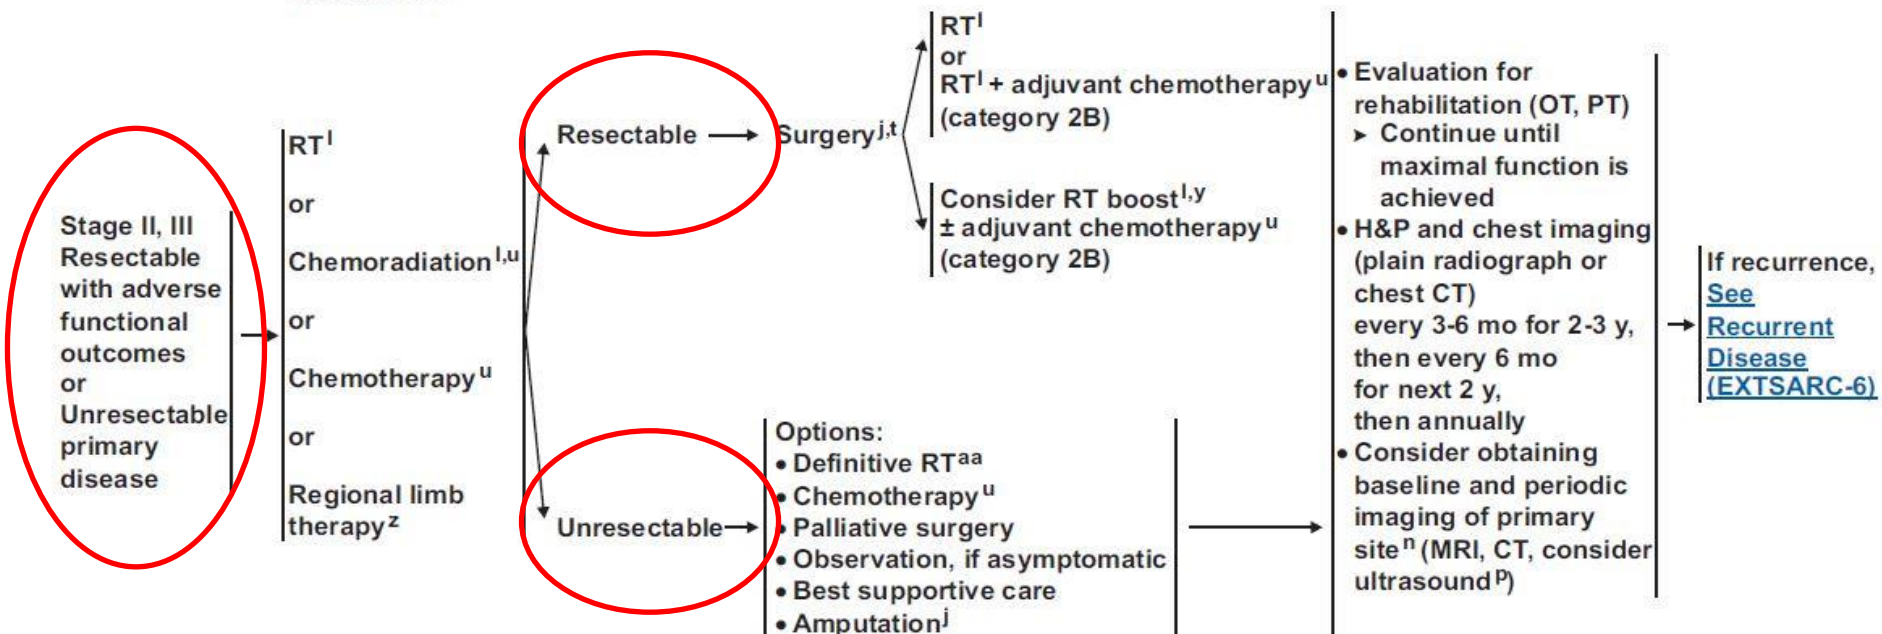 Stage II, III
Resectable
with adverse
functional
outcomes
or
Unresectable
primary
disease
RTˡ
or
Chemoradiationˡ,ᵘ
or
Chemotherapyᵘ
or
Regional limb
therapyᶻ
Resectable
Surgeryʲ,ᵗ
RTˡ
or
RTˡ + adjuvant chemotherapyᵘ
(category 2B)
Consider RT boostˡ,ʸ
± adjuvant chemotherapyᵘ
(category 2B)
Unresectable
Options:
• Definitive RTᵃᵃ
• Chemotherapyᵘ
• Palliative surgery
• Observation, if asymptomatic
• Best supportive care
• Amputationʲ
• Evaluation for
rehabilitation (OT, PT)
➤ Continue until
maximal function is
achieved
• H&P and chest imaging
(plain radiograph or
chest CT)
every 3-6 mo for 2-3 y,
then every 6 mo
for next 2 y,
then annually
• Consider obtaining
baseline and periodic
imaging of primary
siteⁿ (MRI, CT, consider
ultrasoundᵖ)
If recurrence,
See
Recurrent
Disease
(EXTSARC-6)